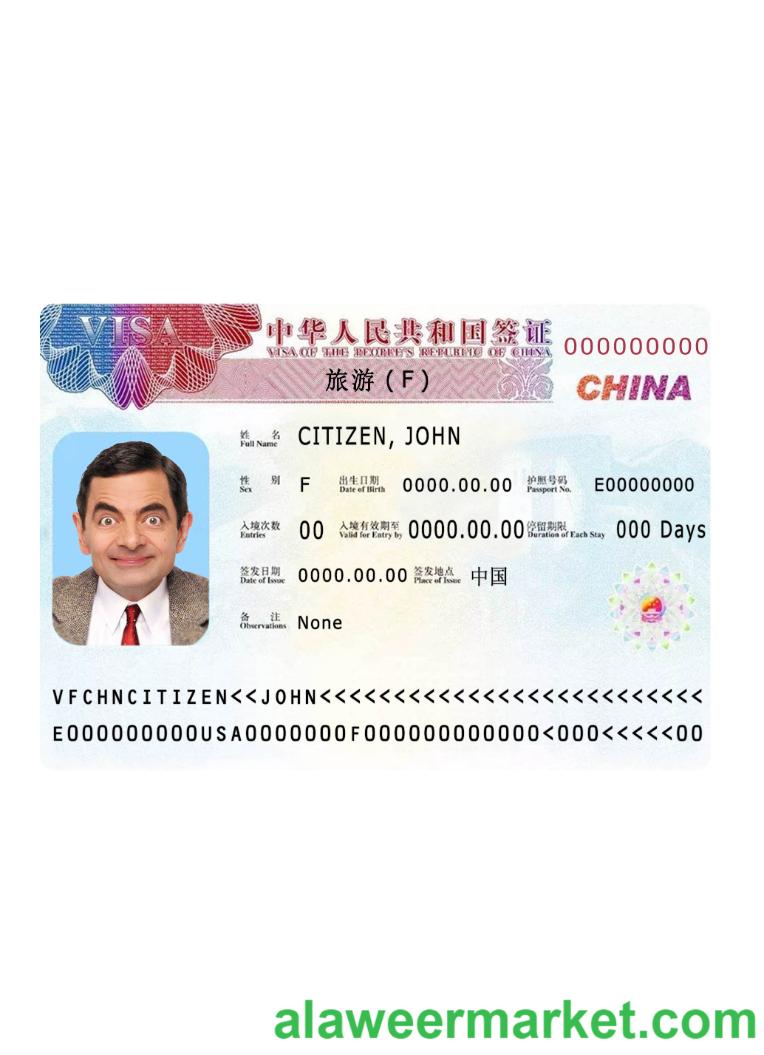 VISA
中华人民共和国签证
VISA OF THE PEOPLE'S REPUBLIC OF CHINA
000000000
旅游 (F)
CHINA
姓 名 Full Name CITIZEN, JOHN
性 别 Sex F 出生日期 Date of Birth 0000.00.00 护照号码 Passport No. E00000000
入境次数 Entries 00 入境有效期至 Valid for Entry by 0000.00.00 停留期限 Duration of Each Stay 000 Days
签发日期 Date of Issue 0000.00.00 签发地点 Place of Issue 中国
备 注 Observations None
VFCHNCITIZEN<<JOHN<<<<<<<<<<<<<<<<<<<<<<<<<<
E000000000USA0000000F000000000000<000<<<<<00
alaweermarket.com